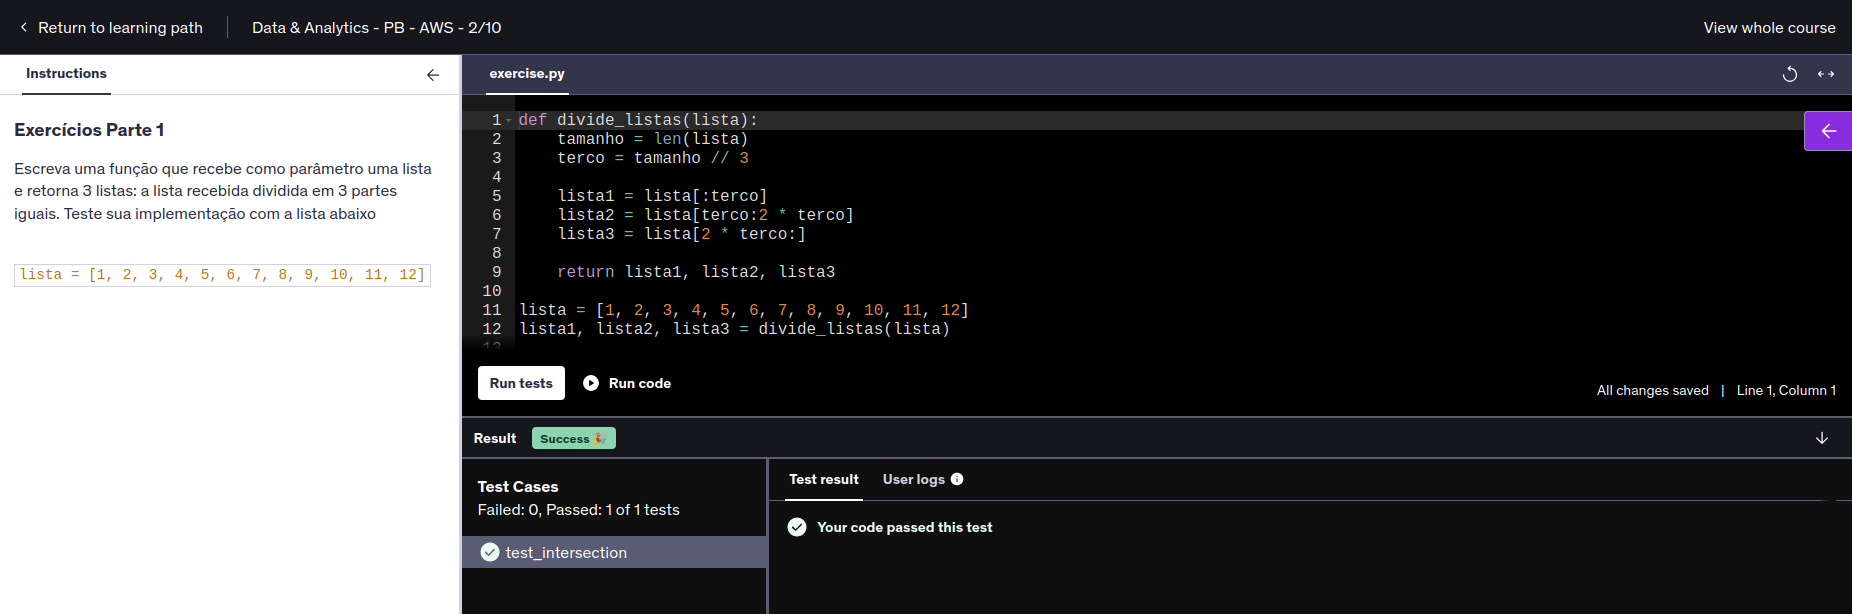 Return to learning path
Data & Analytics - PB - AWS - 2/10
View whole course
Instructions
Exercícios Parte 1
Escreva uma função que recebe como parâmetro uma lista
e retorna 3 listas: a lista recebida dividida em 3 partes
iguais. Teste sua implementação com a lista abaixo
lista = [1, 2, 3, 4, 5, 6, 7, 8, 9, 10, 11, 12]
exercise.py
1 def divide_listas(lista):
2     tamanho = len(lista)
3     terco = tamanho // 3
4
5     lista1 = lista[:terco]
6     lista2 = lista[terco:2 * terco]
7     lista3 = lista[2 * terco:]
8
9     return lista1, lista2, lista3
10
11 lista = [1, 2, 3, 4, 5, 6, 7, 8, 9, 10, 11, 12]
12 lista1, lista2, lista3 = divide_listas(lista)
13
Run tests
Run code
All changes saved | Line 1, Column 1
Result
Success 🎉
Test Cases
Failed: 0, Passed: 1 of 1 tests
test_intersection
Test result
User logs
Your code passed this test